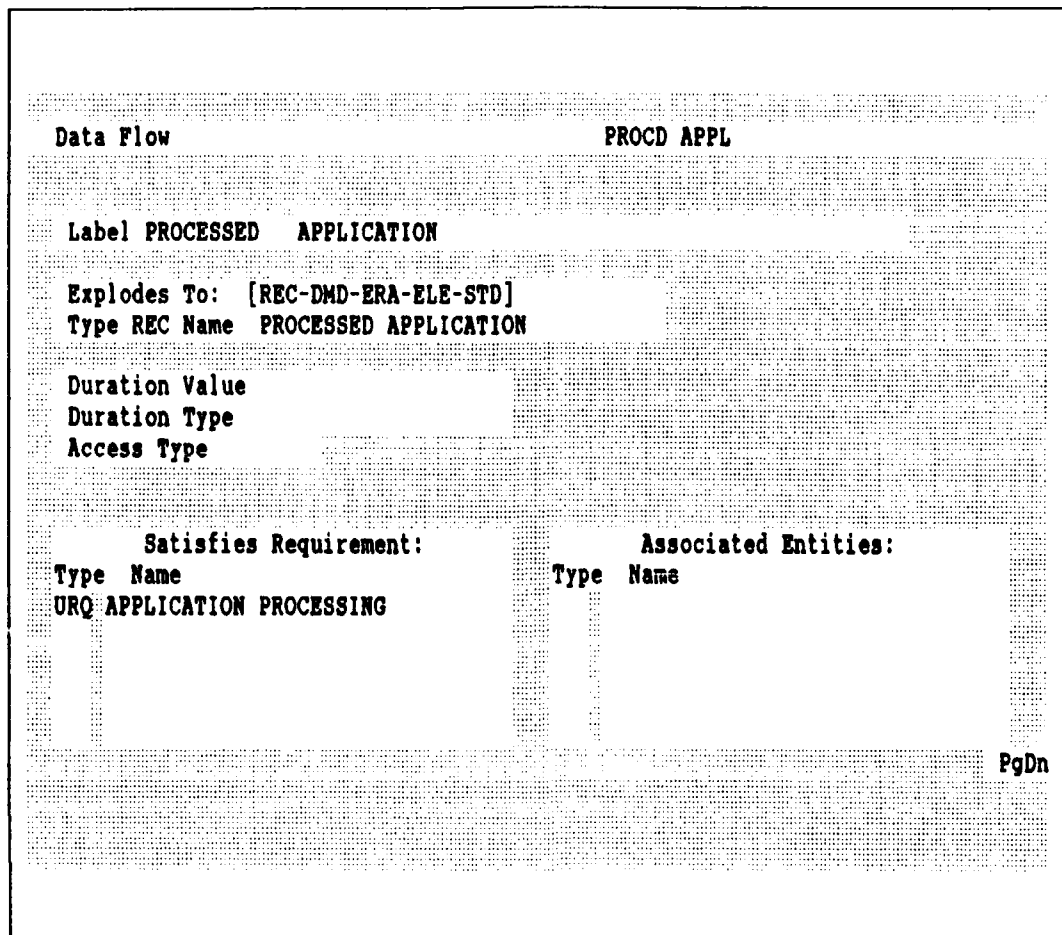 Data Flow PROCD APPL
Label PROCESSED APPLICATION
Explodes To: [REC-DMD-ERA-ELE-STD]
Type REC Name PROCESSED APPLICATION
Duration Value
Duration Type
Access Type
Satisfies Requirement:
Type Name
URQ APPLICATION PROCESSING
Associated Entities:
Type Name
PgDn